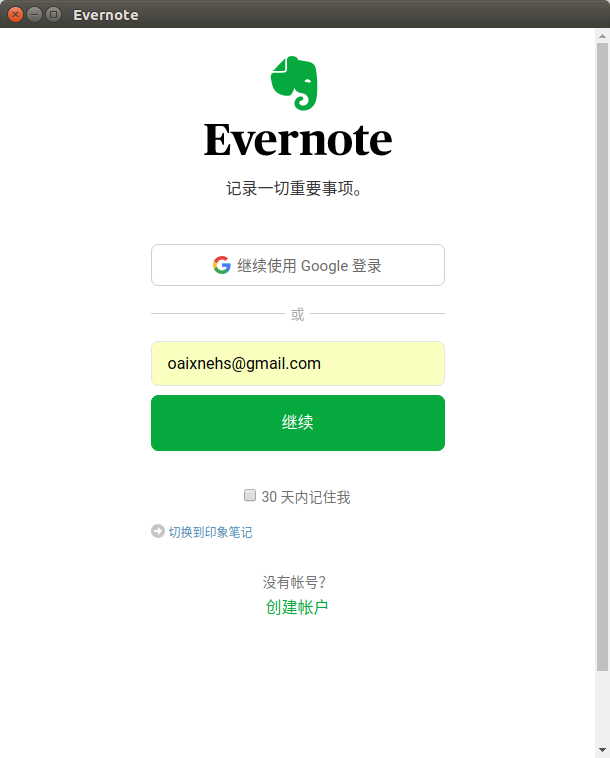 Evernote
Evernote
记录一切重要事项。
继续使用 Google 登录
或
oaixnehs@gmail.com
继续
30 天内记住我
切换到印象笔记
没有帐号？
创建帐户